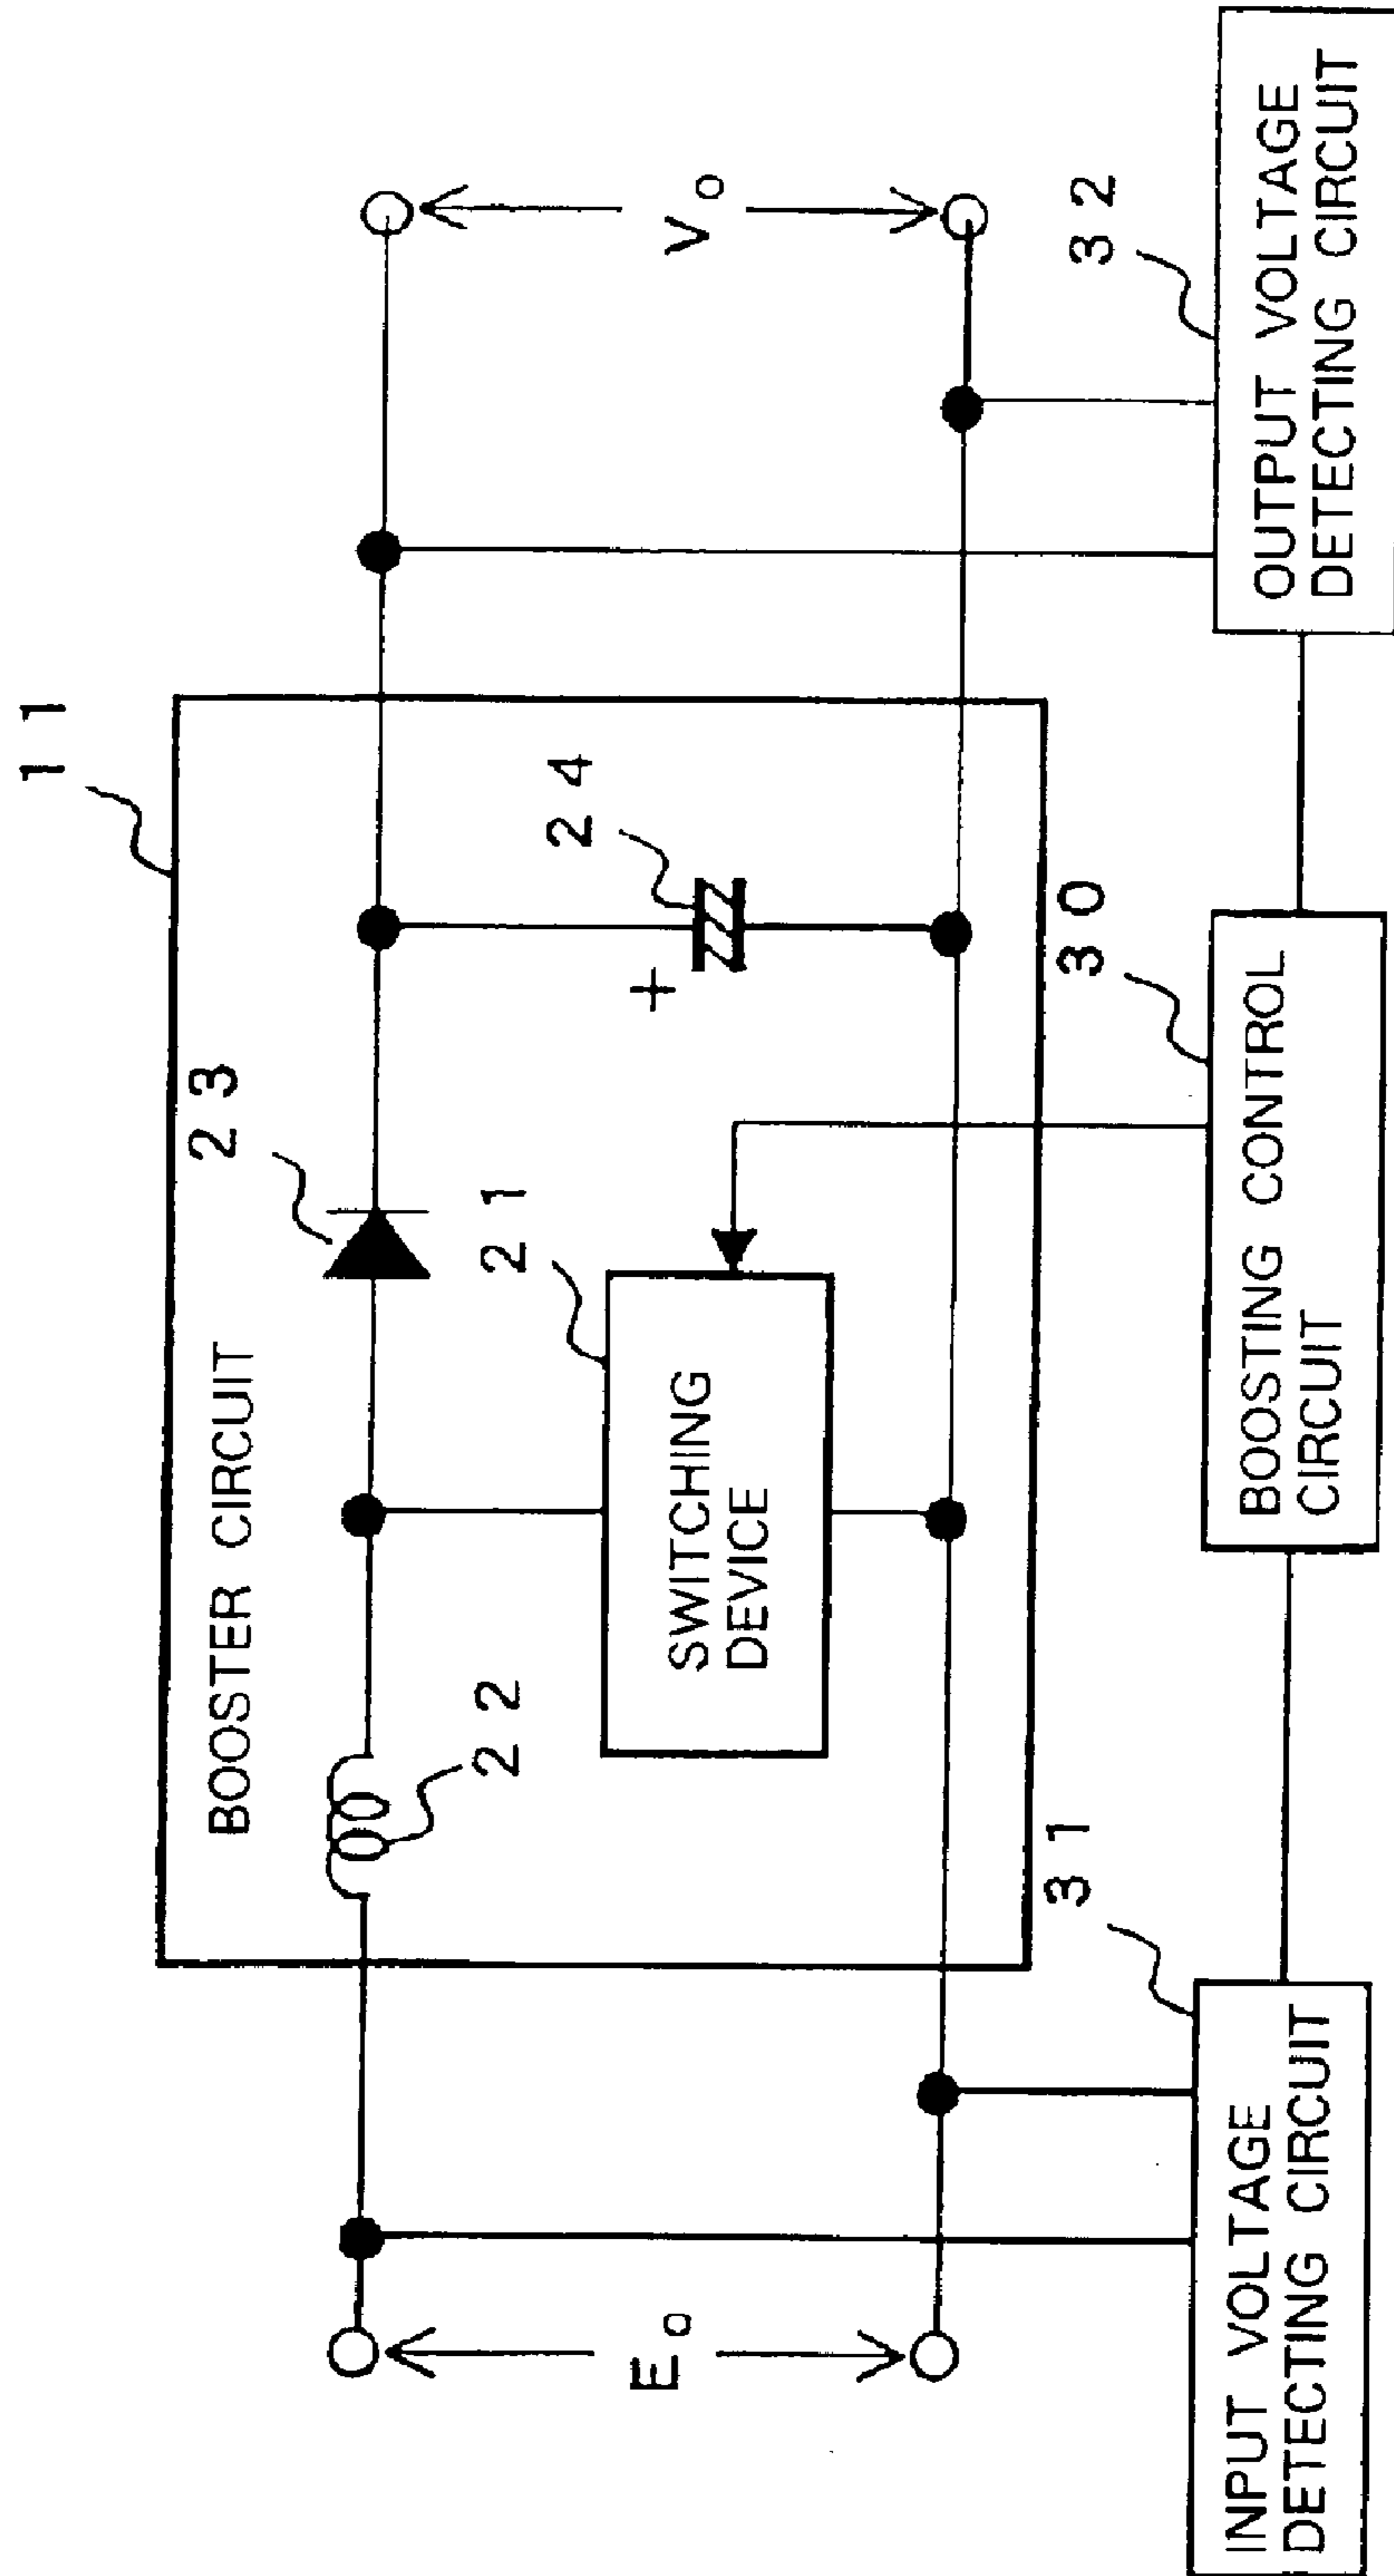 11
BOOSTER CIRCUIT
23
22
21
24
+
SWITCHING
DEVICE
Eo
Vo
31
30
32
INPUT VOLTAGE
DETECTING CIRCUIT
BOOSTING CONTROL
CIRCUIT
OUTPUT VOLTAGE
DETECTING CIRCUIT